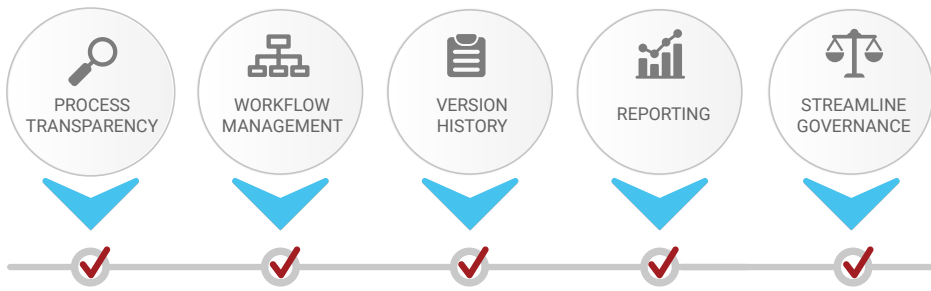 PROCESS
TRANSPARENCY
WORKFLOW
MANAGEMENT
VERSION
HISTORY
REPORTING
STREAMLINE
GOVERNANCE